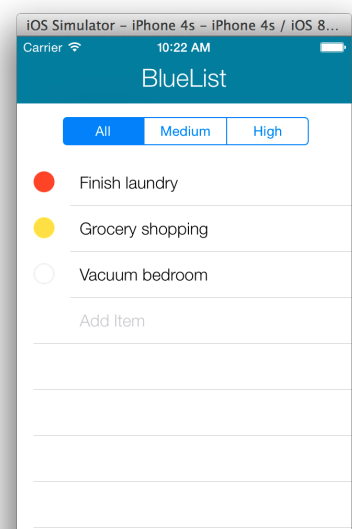 iOS Simulator – iPhone 4s – iPhone 4s / iOS 8...
Carrier 10:22 AM
BlueList
All Medium High
Finish laundry
Grocery shopping
Vacuum bedroom
Add Item